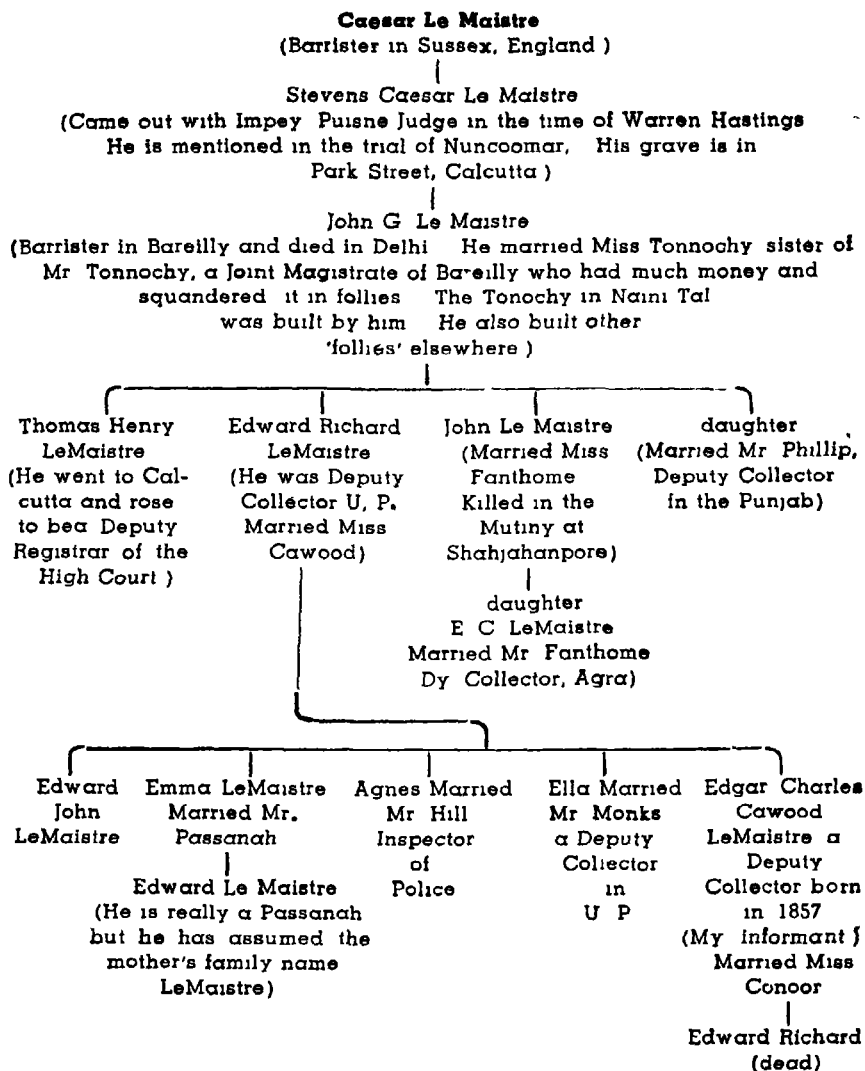 Caesar Le Maistre
(Barrister in Sussex, England )
Stevens Caesar Le Maistre
(Came out with Impey Puisne Judge in the time of Warren Hastings
He is mentioned in the trial of Nuncoomar, His grave is in
Park Street, Calcutta )
John G Le Maistre
(Barrister in Bareilly and died in Delhi He married Miss Tonnochy sister of
Mr Tonnochy, a Joint Magistrate of Bareilly who had much money and
squandered it in follies The Tonochy in Naini Tal
was built by him He also built other
'follies' elsewhere )
Thomas Henry
LeMaistre
(He went to Cal-
cutta and rose
to bea Deputy
Registrar of the
High Court )
Edward Richard
LeMaistre
(He was Deputy
Collector U, P.
Married Miss
Cawood)
John Le Maistre
(Married Miss
Fanthome
Killed in the
Mutiny at
Shahjahanpore)
daughter
E C LeMaistre
Married Mr Fanthome
Dy Collector, Agra)
daughter
(Married Mr Phillip,
Deputy Collector
in the Punjab)
Edward
John
LeMaistre
Emma LeMaistre
Married Mr.
Passanah
Edward Le Maistre
(He is really a Passanah
but he has assumed the
mother's family name
LeMaistre)
Agnes Married
Mr Hill
Inspector
of
Police
Ella Married
Mr Monks
a Deputy
Collector
in
U P
Edgar Charles
Cawood
LeMaistre a
Deputy
Collector born
in 1857
(My informant)
Married Miss
Conoor
Edward Richard
(dead)